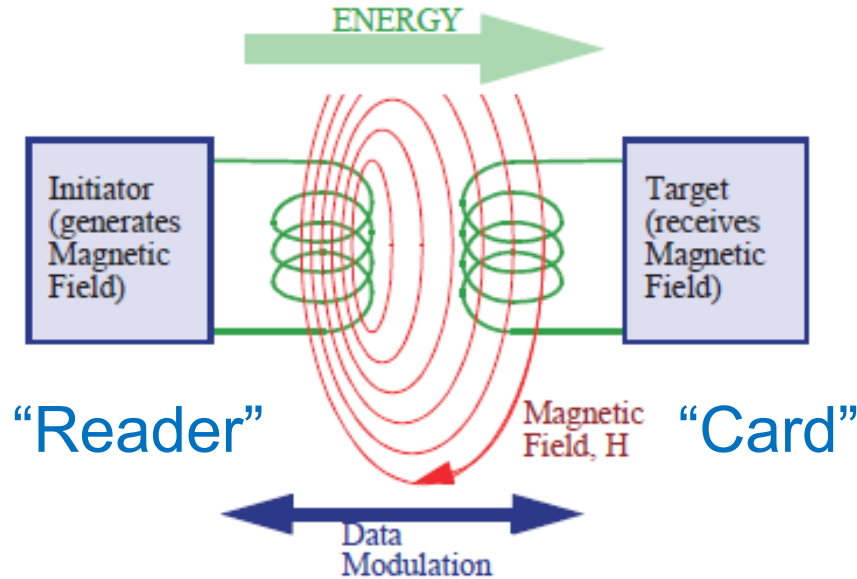 ENERGY
Initiator
(generates
Magnetic
Field)
Target
(receives
Magnetic
Field)
“Reader”
Magnetic
Field, H
“Card”
Data
Modulation